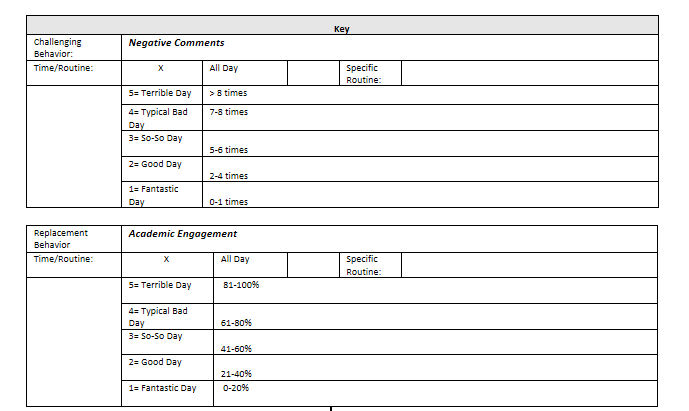 Key
Challenging
Behavior:
Negative Comments
Time/Routine:
X
All Day
Specific
Routine:
5= Terrible Day
> 8 times
4= Typical Bad
Day
7-8 times
3= So-So Day
5-6 times
2= Good Day
2-4 times
1= Fantastic
Day
0-1 times
Replacement
Behavior
Academic Engagement
Time/Routine:
X
All Day
Specific
Routine:
5= Terrible Day
81-100%
4= Typical Bad
Day
61-80%
3= So-So Day
41-60%
2= Good Day
21-40%
1= Fantastic Day
0-20%